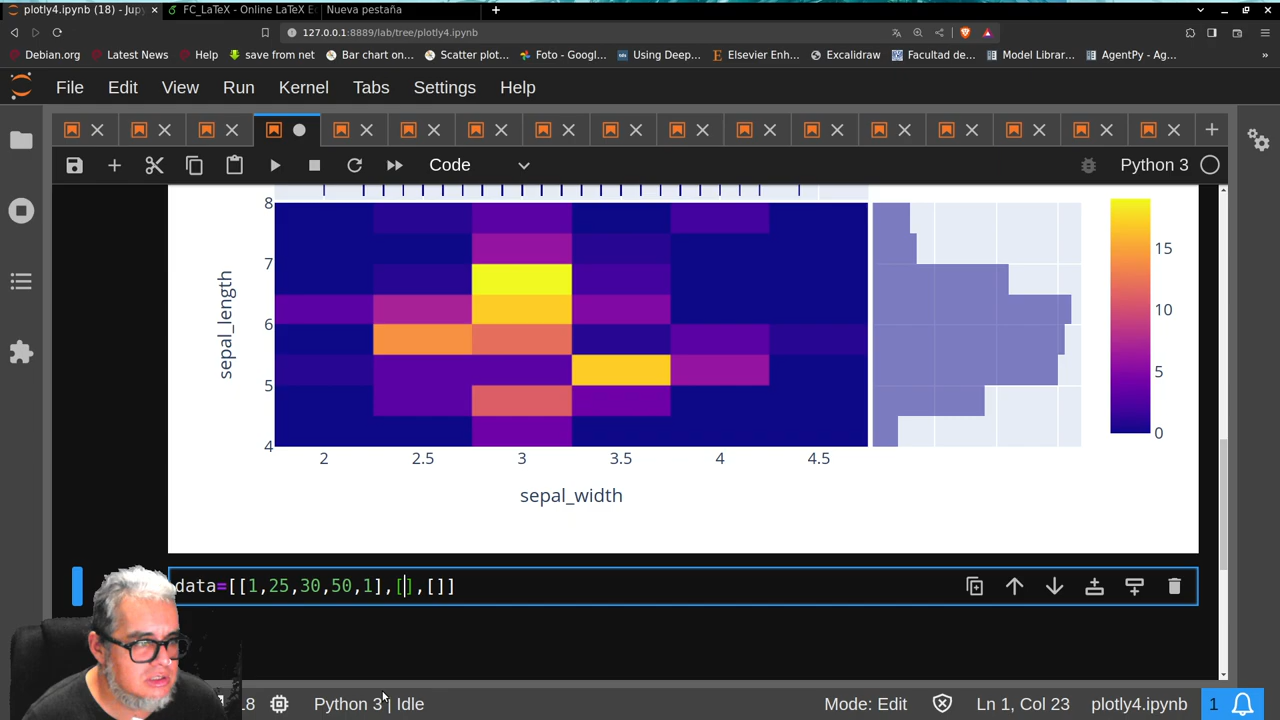 plotly4.ipynb (18) - Jup
FC_LaTeX - Online LaTeX E
Nueva pestaña
127.0.0.1:8889/lab/tree/plotly4.ipynb
Debian.org
Latest News
Help
save from net
Bar chart on...
Scatter plot...
Foto - Googl...
Using Deep...
Elsevier Enh...
Excalidraw
Facultad de...
Model Librar...
AgentPy - Ag...
File
Edit
View
Run
Kernel
Tabs
Settings
Help
Code
Python 3
8
7
6
5
4
sepal_length
2
2.5
3
3.5
4
4.5
sepal_width
15
10
5
0
data=[[1,25,30,50,1],[],[]]
18
Python 3 | Idle
Mode: Edit
Ln 1, Col 23
plotly4.ipynb
1